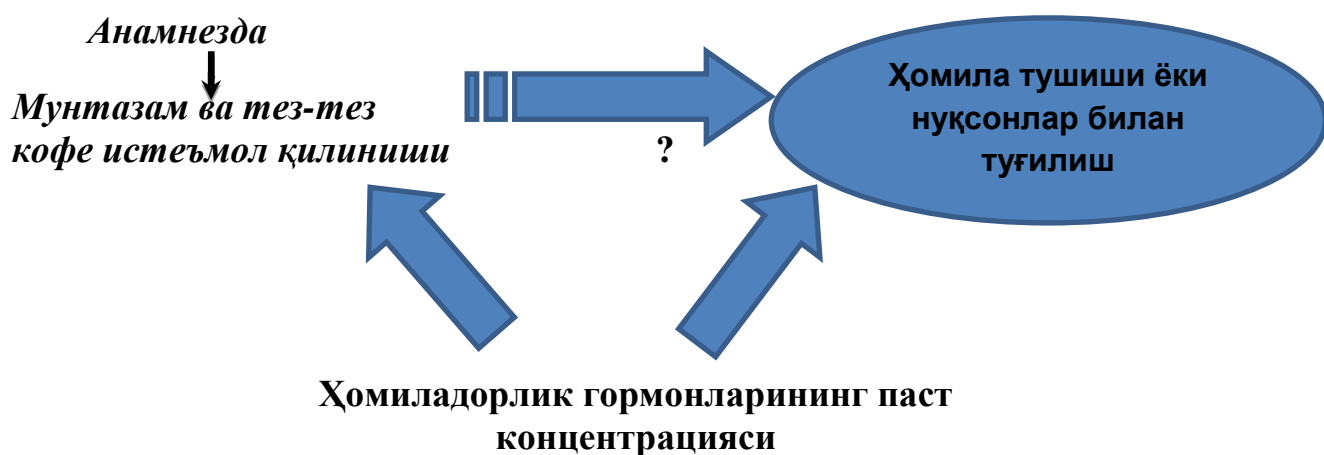 Анамнезда
Мунтазам ва тез-тез
кофе истеъмол қилиниши
?
Ҳомила тушиши ёки
нуқсонлар билан
туғилиш
Ҳомиладорлик гормонларининг паст
концентрацияси